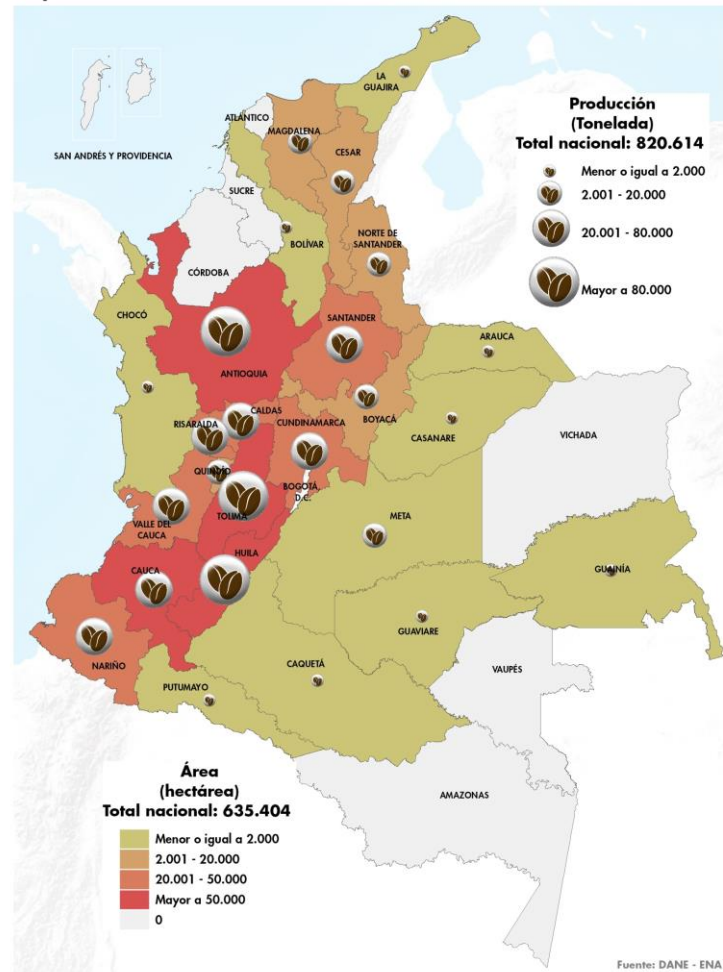 LA
GUAJIRA
ATLÁNTICO
MAGDALENA
CESAR
SAN ANDRÉS Y PROVIDENCIA
SUCRE
NORTE DE
SANTANDER
BOLÍVAR
CÓRDOBA
CHOCÓ
SANTANDER
ARAUCA
ANTIOQUIA
BOYACÁ
CALDAS
CUNDINAMARCA
RISARALDA
CASANARE
VICHADA
QUINDÍO
BOGOTÁ,
D.C.
TOLIMA
VALLE DEL
CAUCA
META
HUILA
CAUCA
GUAINÍA
GUAVIARE
NARIÑO
CAQUETÁ
VAUPÉS
PUTUMAYO
AMAZONAS
Producción
(Tonelada)
Total nacional: 820.614
Menor o igual a 2.000
2.001 - 20.000
20.001 - 80.000
Mayor a 80.000
Área
(hectárea)
Total nacional: 635.404
Menor o igual a 2.000
2.001 - 20.000
20.001 - 50.000
Mayor a 50.000
0
Fuente: DANE - ENA